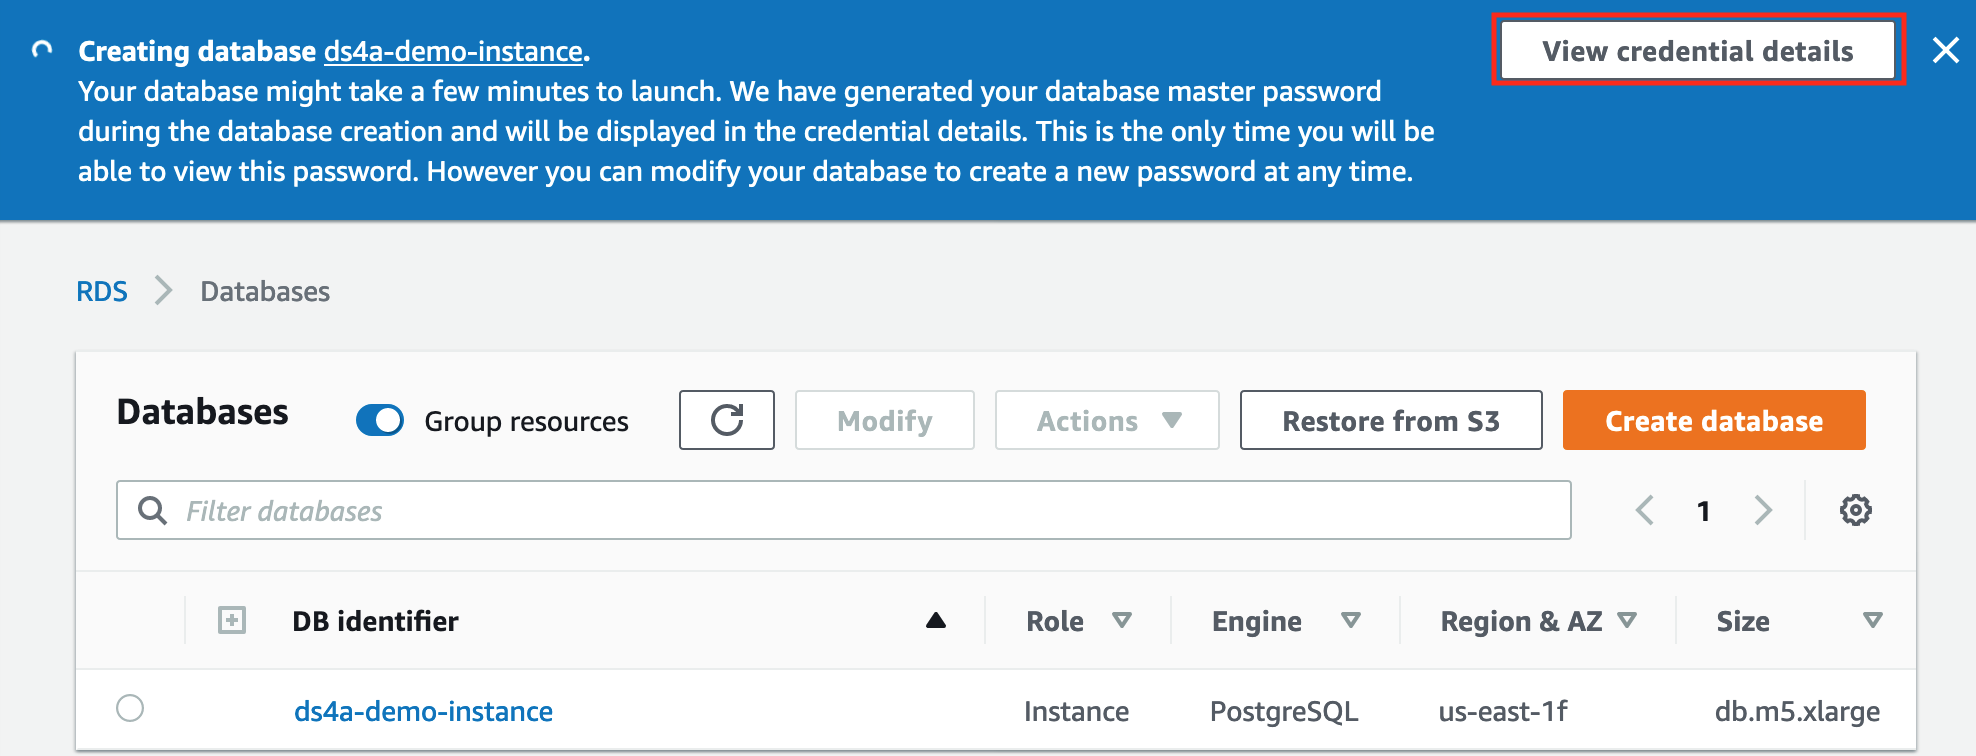 Creating database ds4a-demo-instance.
View credential details
Your database might take a few minutes to launch. We have generated your database master password
during the database creation and will be displayed in the credential details. This is the only time you will be
able to view this password. However you can modify your database to create a new password at any time.
RDS Databases
Databases Group resources Modify Actions Restore from S3 Create database
Filter databases 1
DB identifier Role Engine Region & AZ Size
ds4a-demo-instance Instance PostgreSQL us-east-1f db.m5.xlarge